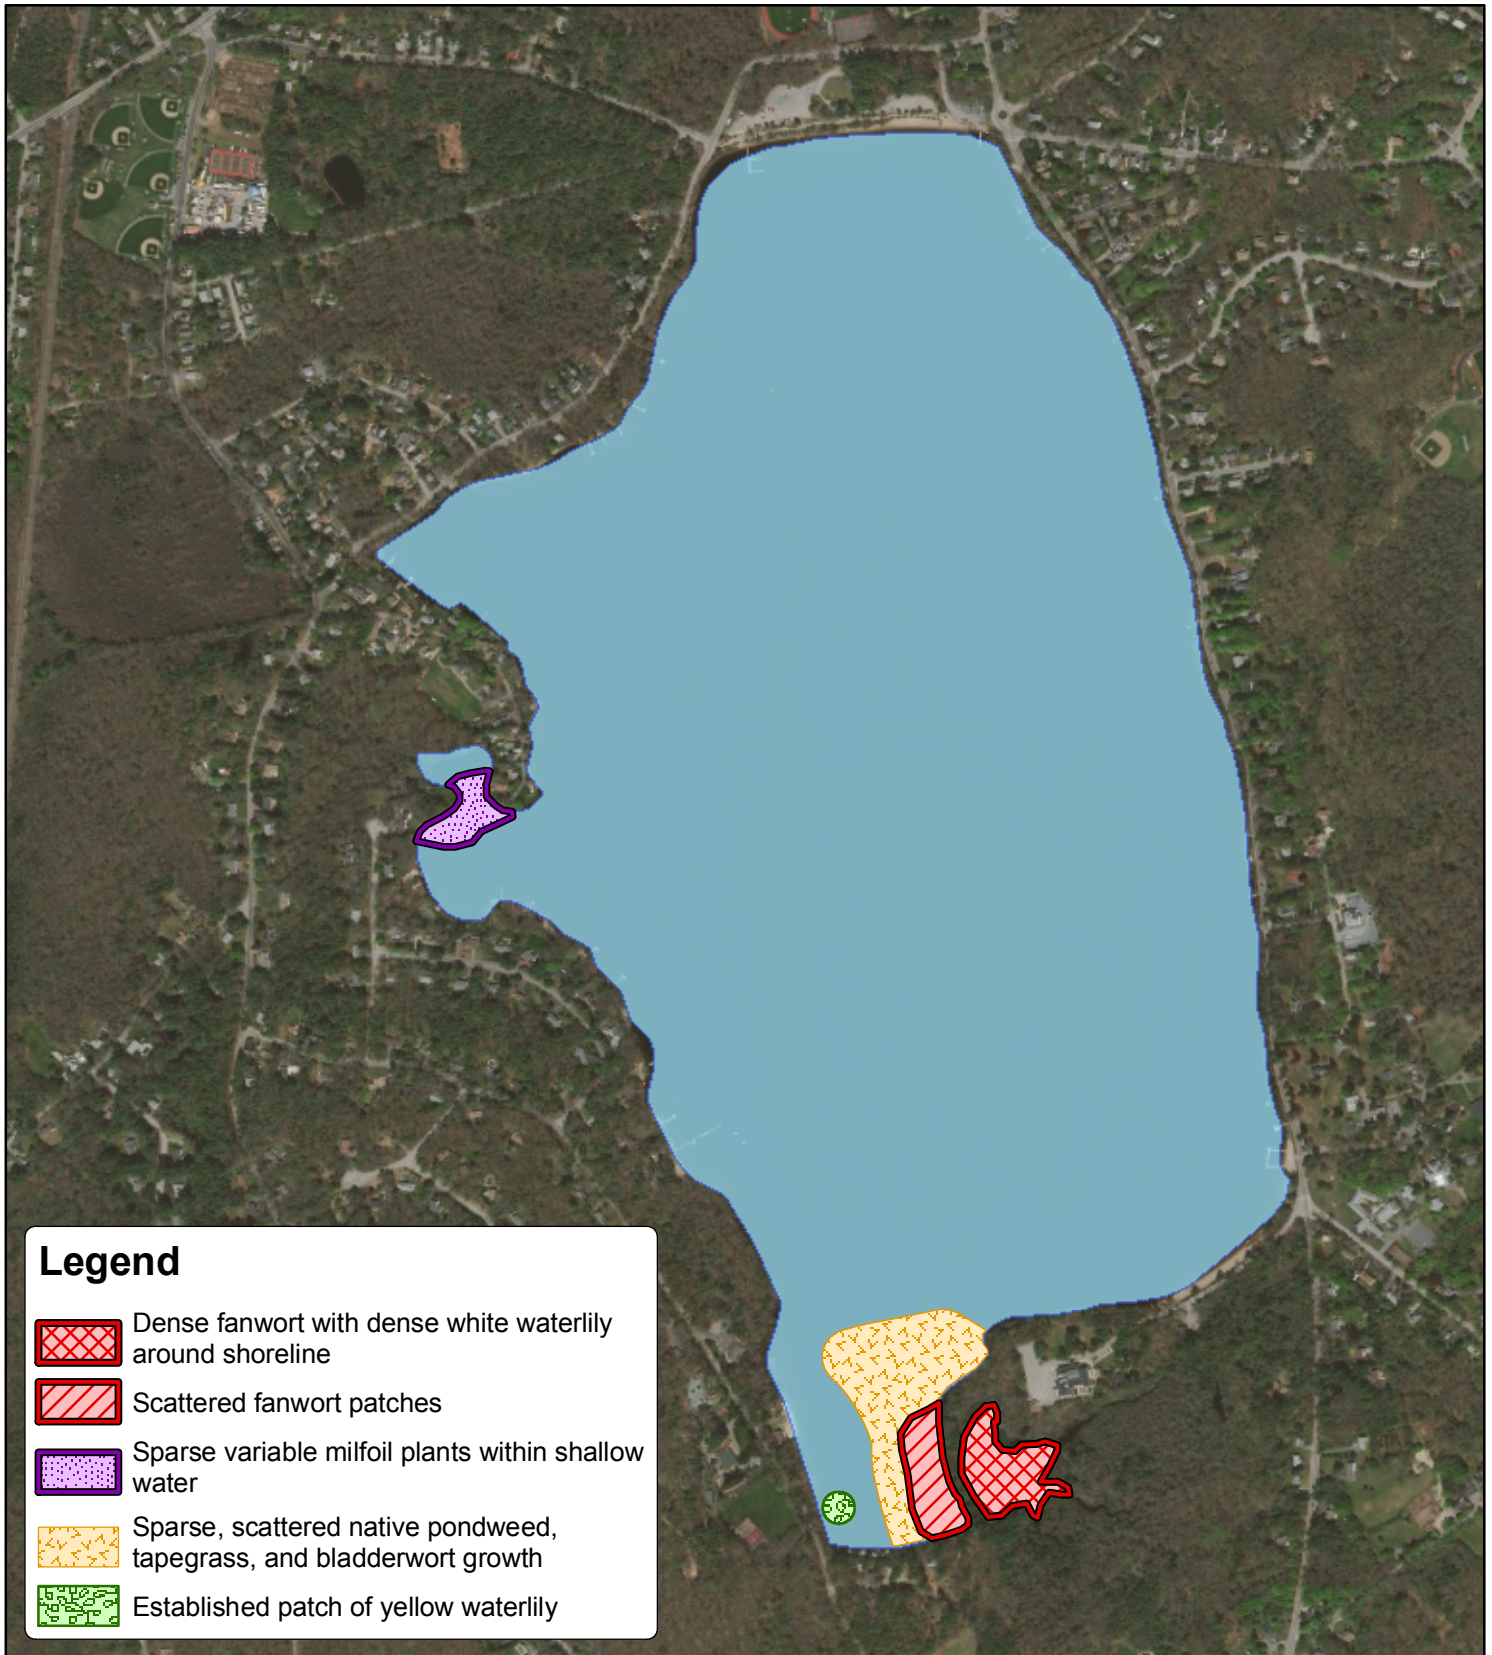 Legend
Dense fanwort with dense white waterlily
around shoreline
Scattered fanwort patches
Sparse variable milfoil plants within shallow
water
Sparse, scattered native pondweed,
tapegrass, and bladderwort growth
Established patch of yellow waterlily